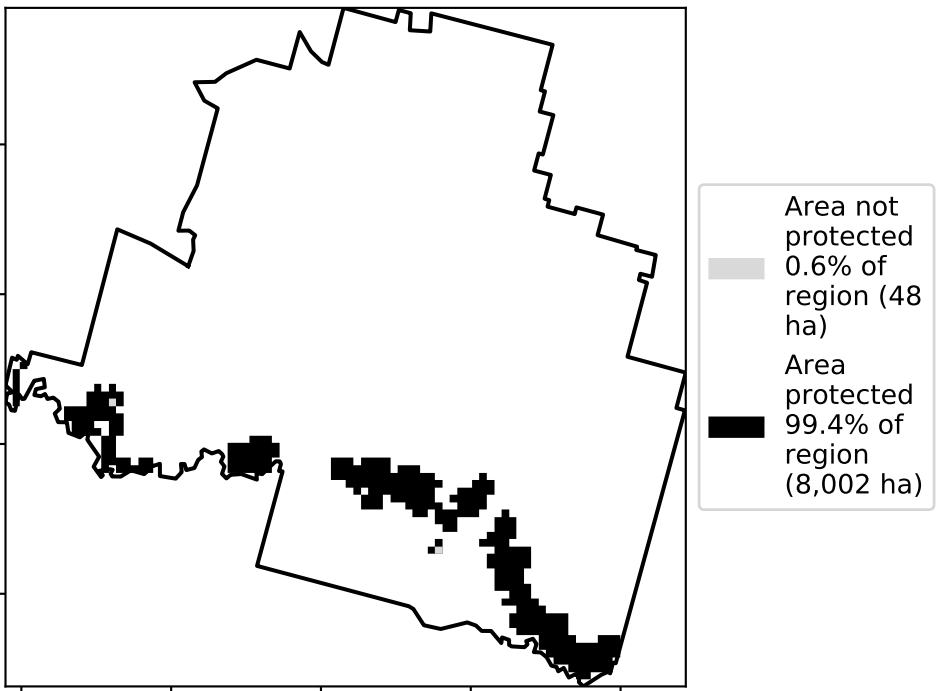 Area not
protected
0.6% of
region (48
ha)
Area
protected
99.4% of
region
(8,002 ha)